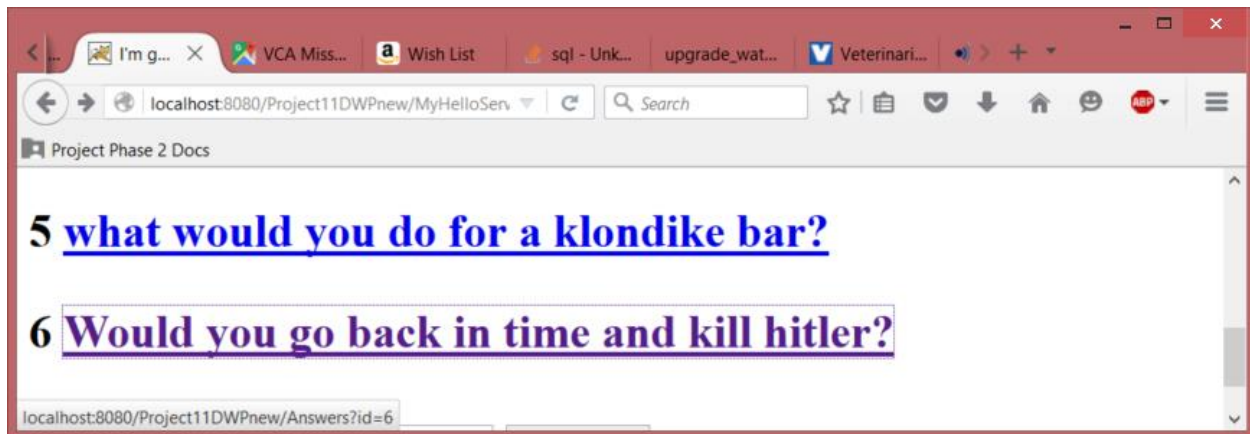 I'm g...
VCA Miss...
a Wish List
sql - Unk...
upgrade_wat...
V Veterinari...
localhost:8080/Project11DWPnew/MyHelloServ
Search
ABP
Project Phase 2 Docs
5 what would you do for a klondike bar?
6 Would you go back in time and kill hitler?
localhost:8080/Project11DWPnew/Answers?id=6